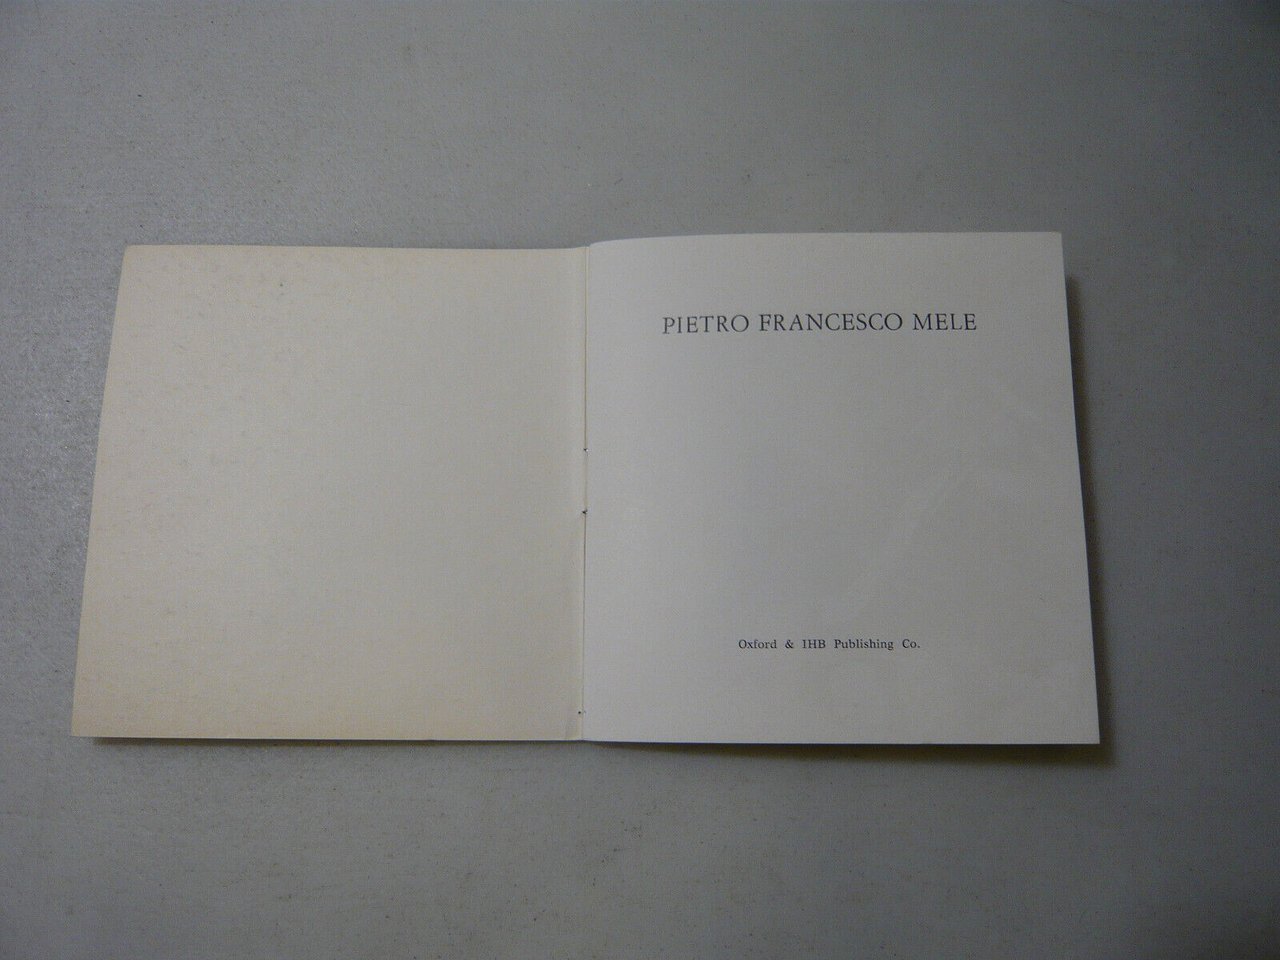 PIETRO FRANCESCO MELE
Oxford & IHB Publishing Co.